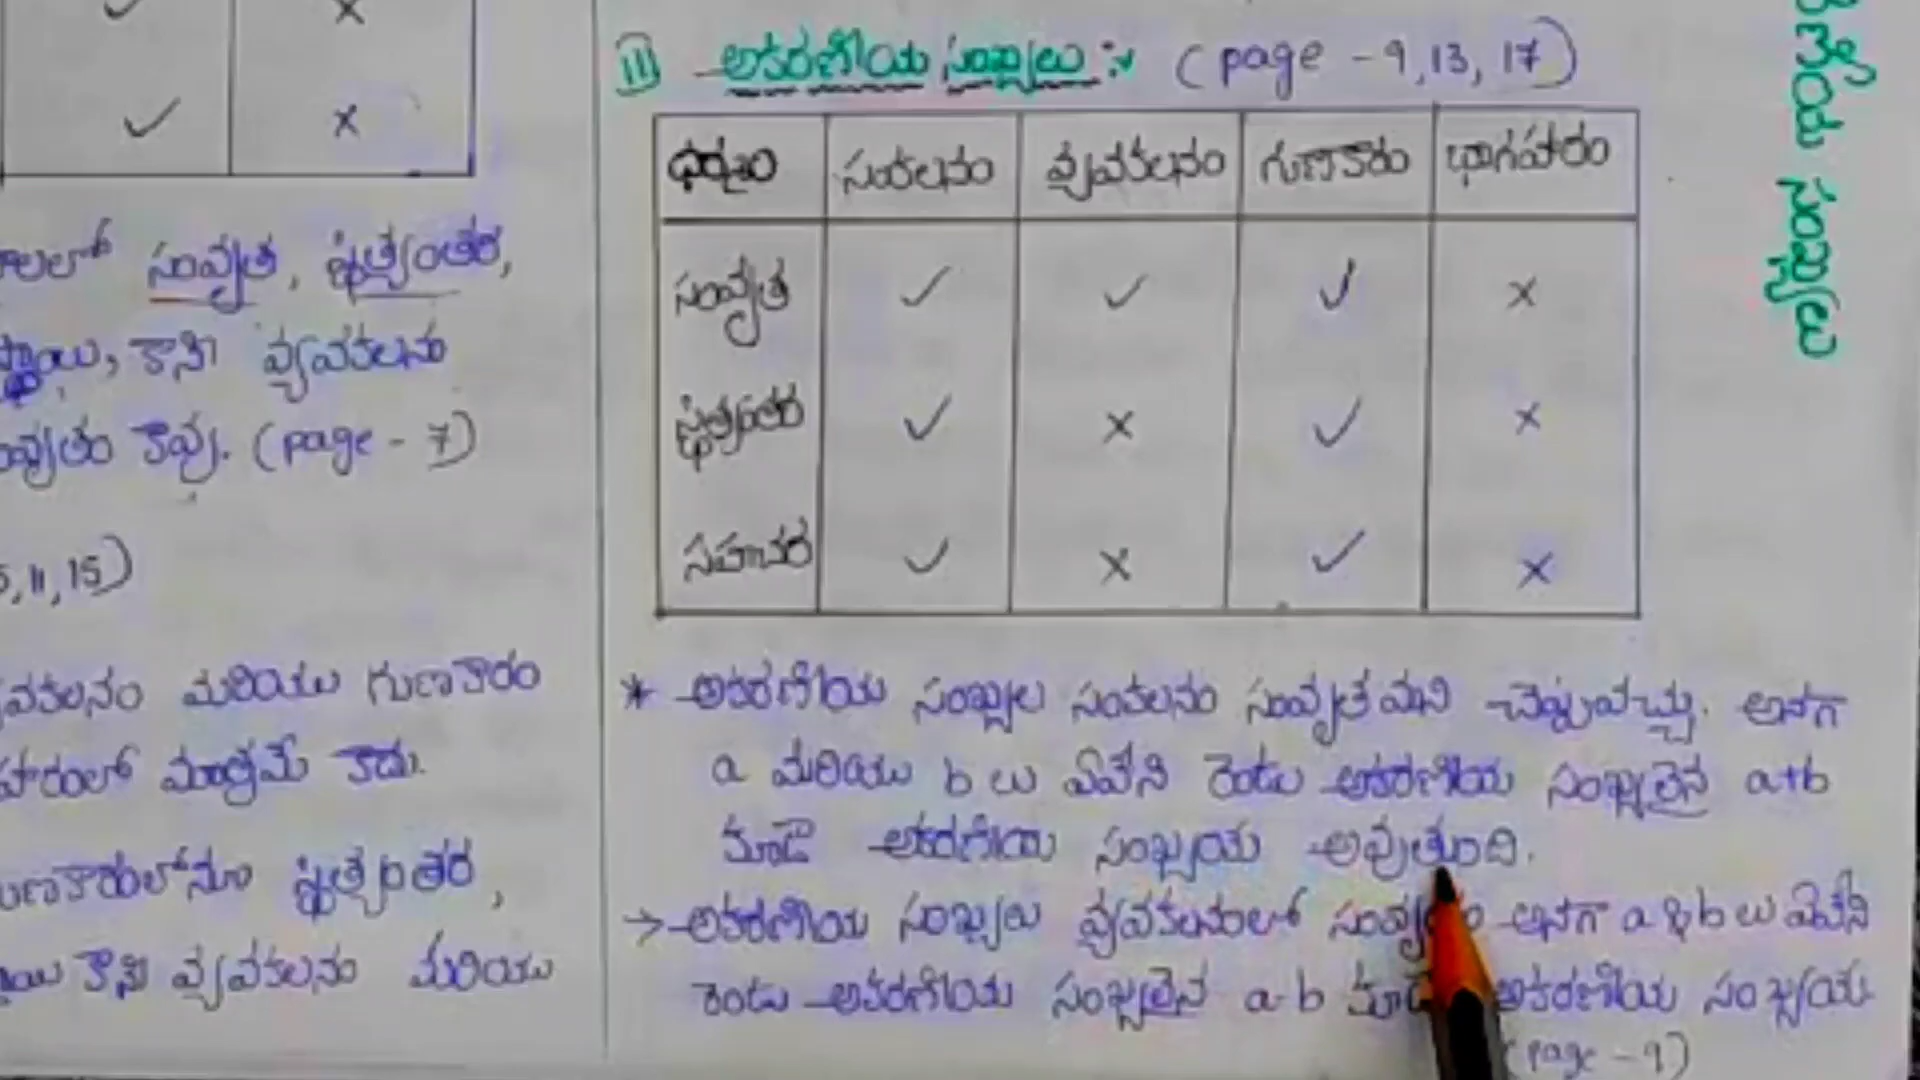 ాలలో సంవృత, స్థిత్యంతర,
స్తాయి, కాని వ్యవకలనం
ంవృతం కావు. (page - 7)
5, 11, 15)
్యవకలనం మరియు గుణకారం
హారంలో మాత్రమే కాదు.
గుణకారంలోనూ స్థిత్యంతర,
్తాయి కాని వ్యవకలనం మరియు
III అకరణీయ సంఖ్యలు :- (page - 9, 13, 17)
ధర్మం సంకలనం వ్యవకలనం గుణకారం భాగహారం
సంవృత ✓ ✓ ✓ ×
స్థిత్యంతర ✓ × ✓ ×
సహచర ✓ × ✓ ×
* అకరణీయ సంఖ్యల సంకలనం సంవృతమని చెప్పవచ్చు. అనగా
a మరియు b లు ఏవేని రెండు అకరణీయ సంఖ్యలైన a+b
కూడా అకరణీయ సంఖ్యయే అవుతుంది.
→ అకరణీయ సంఖ్యలు వ్యవకలనంలో సంవృతం అనగా a & b లు ఏవేని
రెండు అకరణీయ సంఖ్యలైన a-b కూడా అకరణీయ సంఖ్యయే
(page - 9)
సంఖ్యలు